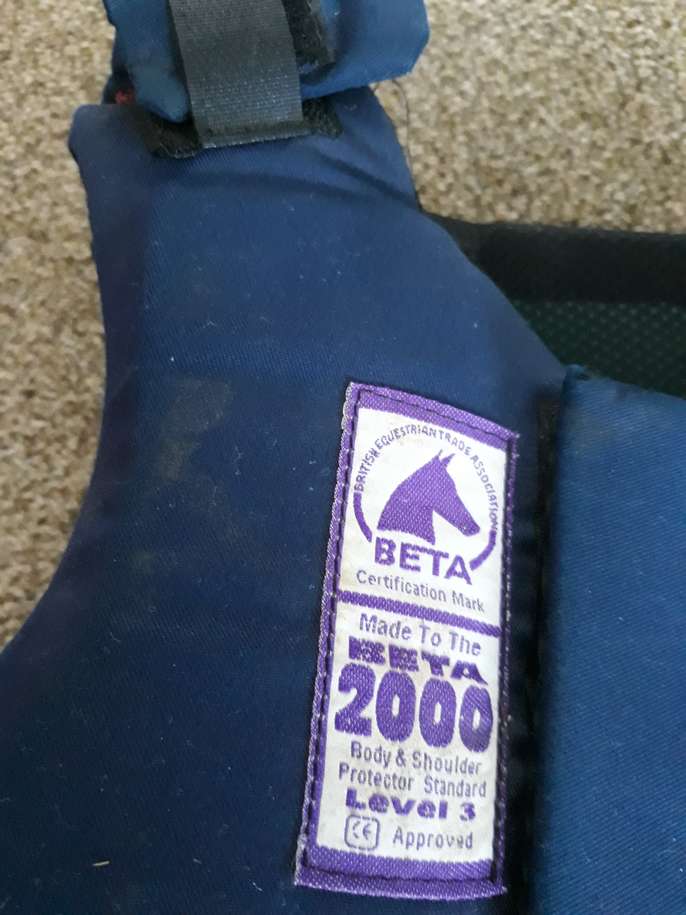 BRITISH EQUESTRIAN TRADE ASSOCIATION
BETA
Certification Mark
Made To The
BETA
2000
Body & Shoulder
Protector Standard
Level 3
CE Approved